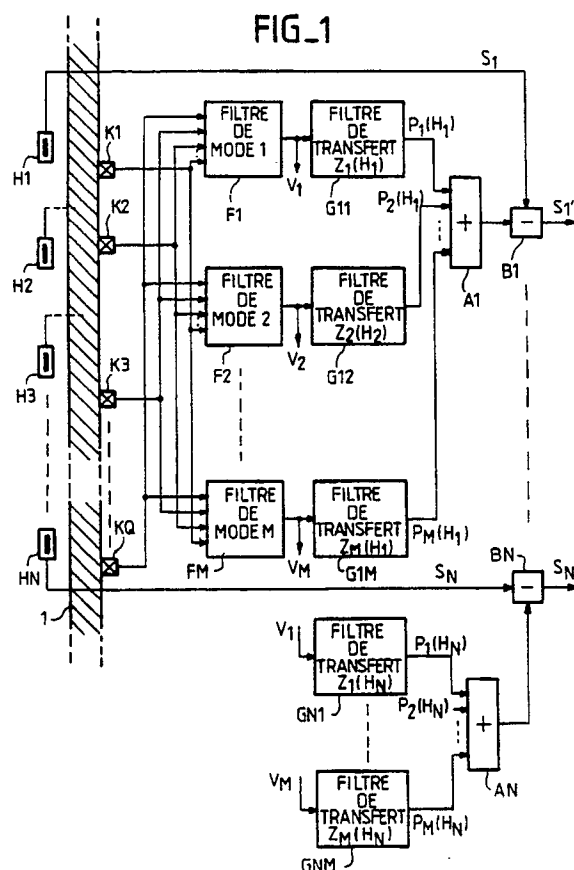 FIG_1
S1
H1
K1
FILTRE
DE
MODE 1
F1
V1
FILTRE
DE
TRANSFERT
Z1(H1)
G11
P1(H1)
P2(H1)
+
A1
−
B1
S1'
H2
K2
FILTRE
DE
MODE 2
F2
V2
FILTRE
DE
TRANSFERT
Z2(H2)
G12
H3
K3
FILTRE
DE
MODE M
FM
VM
FILTRE
DE
TRANSFERT
ZM(H1)
G1M
PM(H1)
HN
KQ
1
SN
BN
−
SN
V1
FILTRE
DE
TRANSFERT
Z1(HN)
GN1
P1(HN)
P2(HN)
+
AN
VM
FILTRE
DE
TRANSFERT
ZM(HN)
GNM
PM(HN)